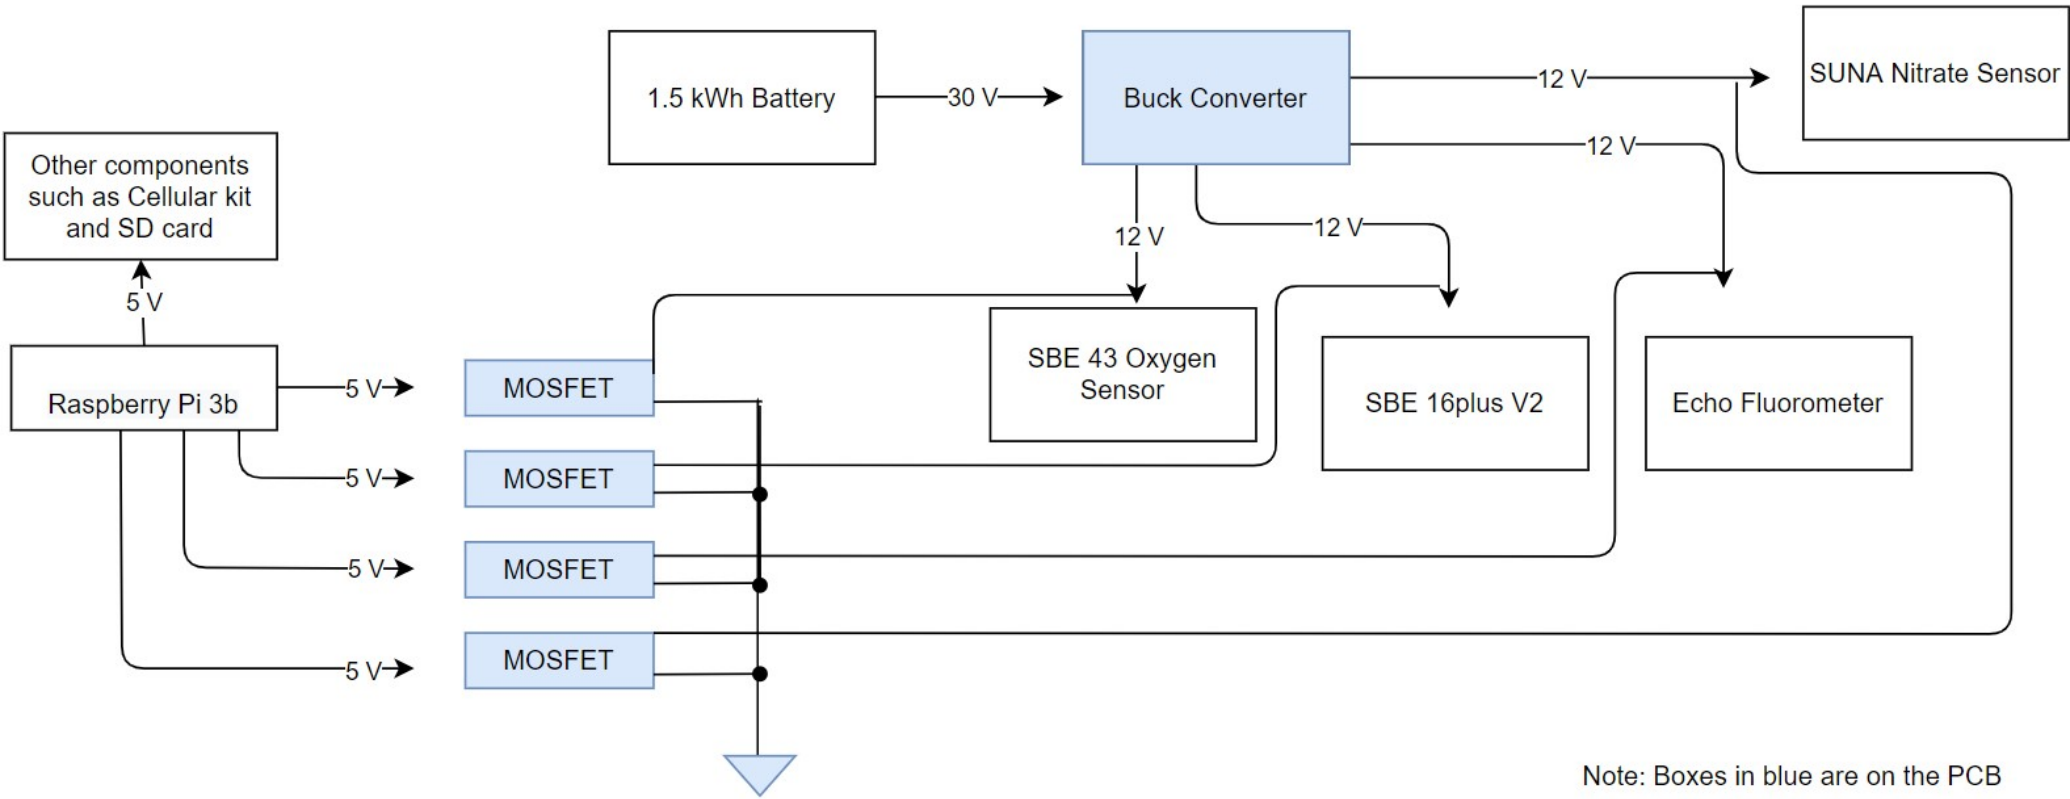 SUNA Nitrate Sensor
1.5 kWh Battery
30 V
Buck Converter
12 V
12 V
12 V
12 V
Other components
such as Cellular kit
and SD card
5 V
Raspberry Pi 3b
5 V
MOSFET
SBE 43 Oxygen
Sensor
SBE 16plus V2
Echo Fluorometer
5 V
MOSFET
5 V
MOSFET
5 V
MOSFET
Note: Boxes in blue are on the PCB